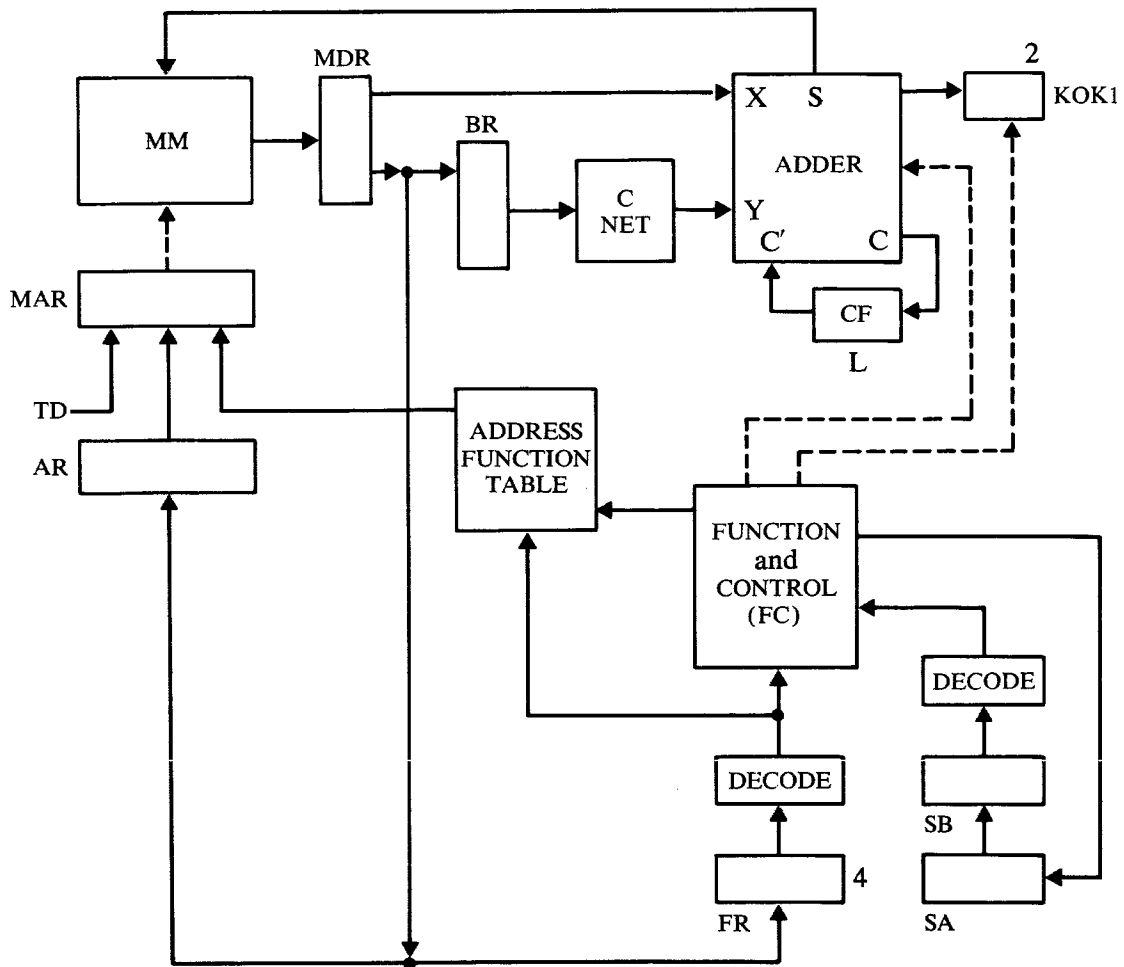 MDR
2
X S
KOK1
BR
MM
ADDER
C
NET
Y
C' C
MAR
CF
L
TD
ADDRESS
FUNCTION
TABLE
AR
FUNCTION
and
CONTROL
(FC)
DECODE
DECODE
SB
4
FR
SA